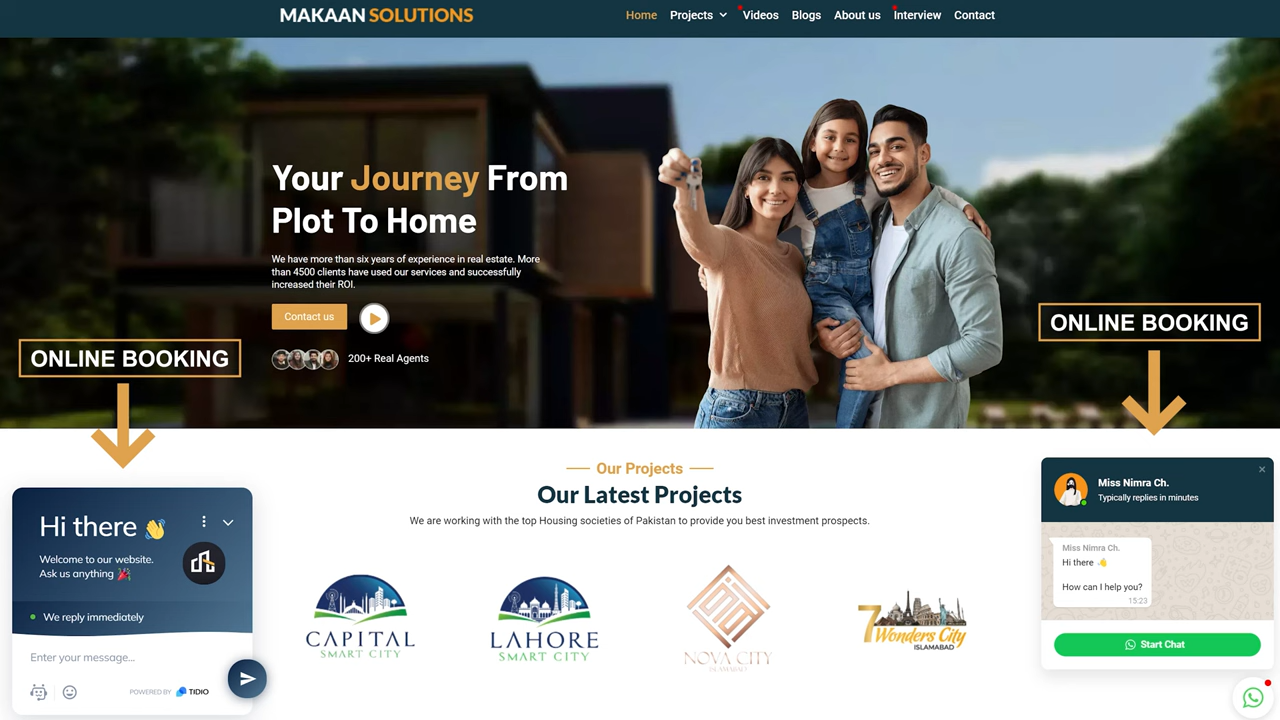 MAKAAN SOLUTIONS
Home Projects Videos Blogs About us Interview Contact
Your Journey From
Plot To Home
We have more than six years of experience in real estate. More
than 4500 clients have used our services and successfully
increased their ROI.
Contact us
200+ Real Agents
ONLINE BOOKING
ONLINE BOOKING
Our Projects
Our Latest Projects
We are working with the top Housing societies of Pakistan to provide you best investment prospects.
CAPITAL
SMART CITY
LAHORE
SMART CITY
NOVA CITY
ISLAMABAD
7 Wonders City
ISLAMABAD
Hi there 👋
Welcome to our website.
Ask us anything 🎉
We reply immediately
Enter your message...
POWERED BY TIDIO
Miss Nimra Ch.
Typically replies in minutes
Miss Nimra Ch.
Hi there 👋
How can I help you?
15:23
Start Chat